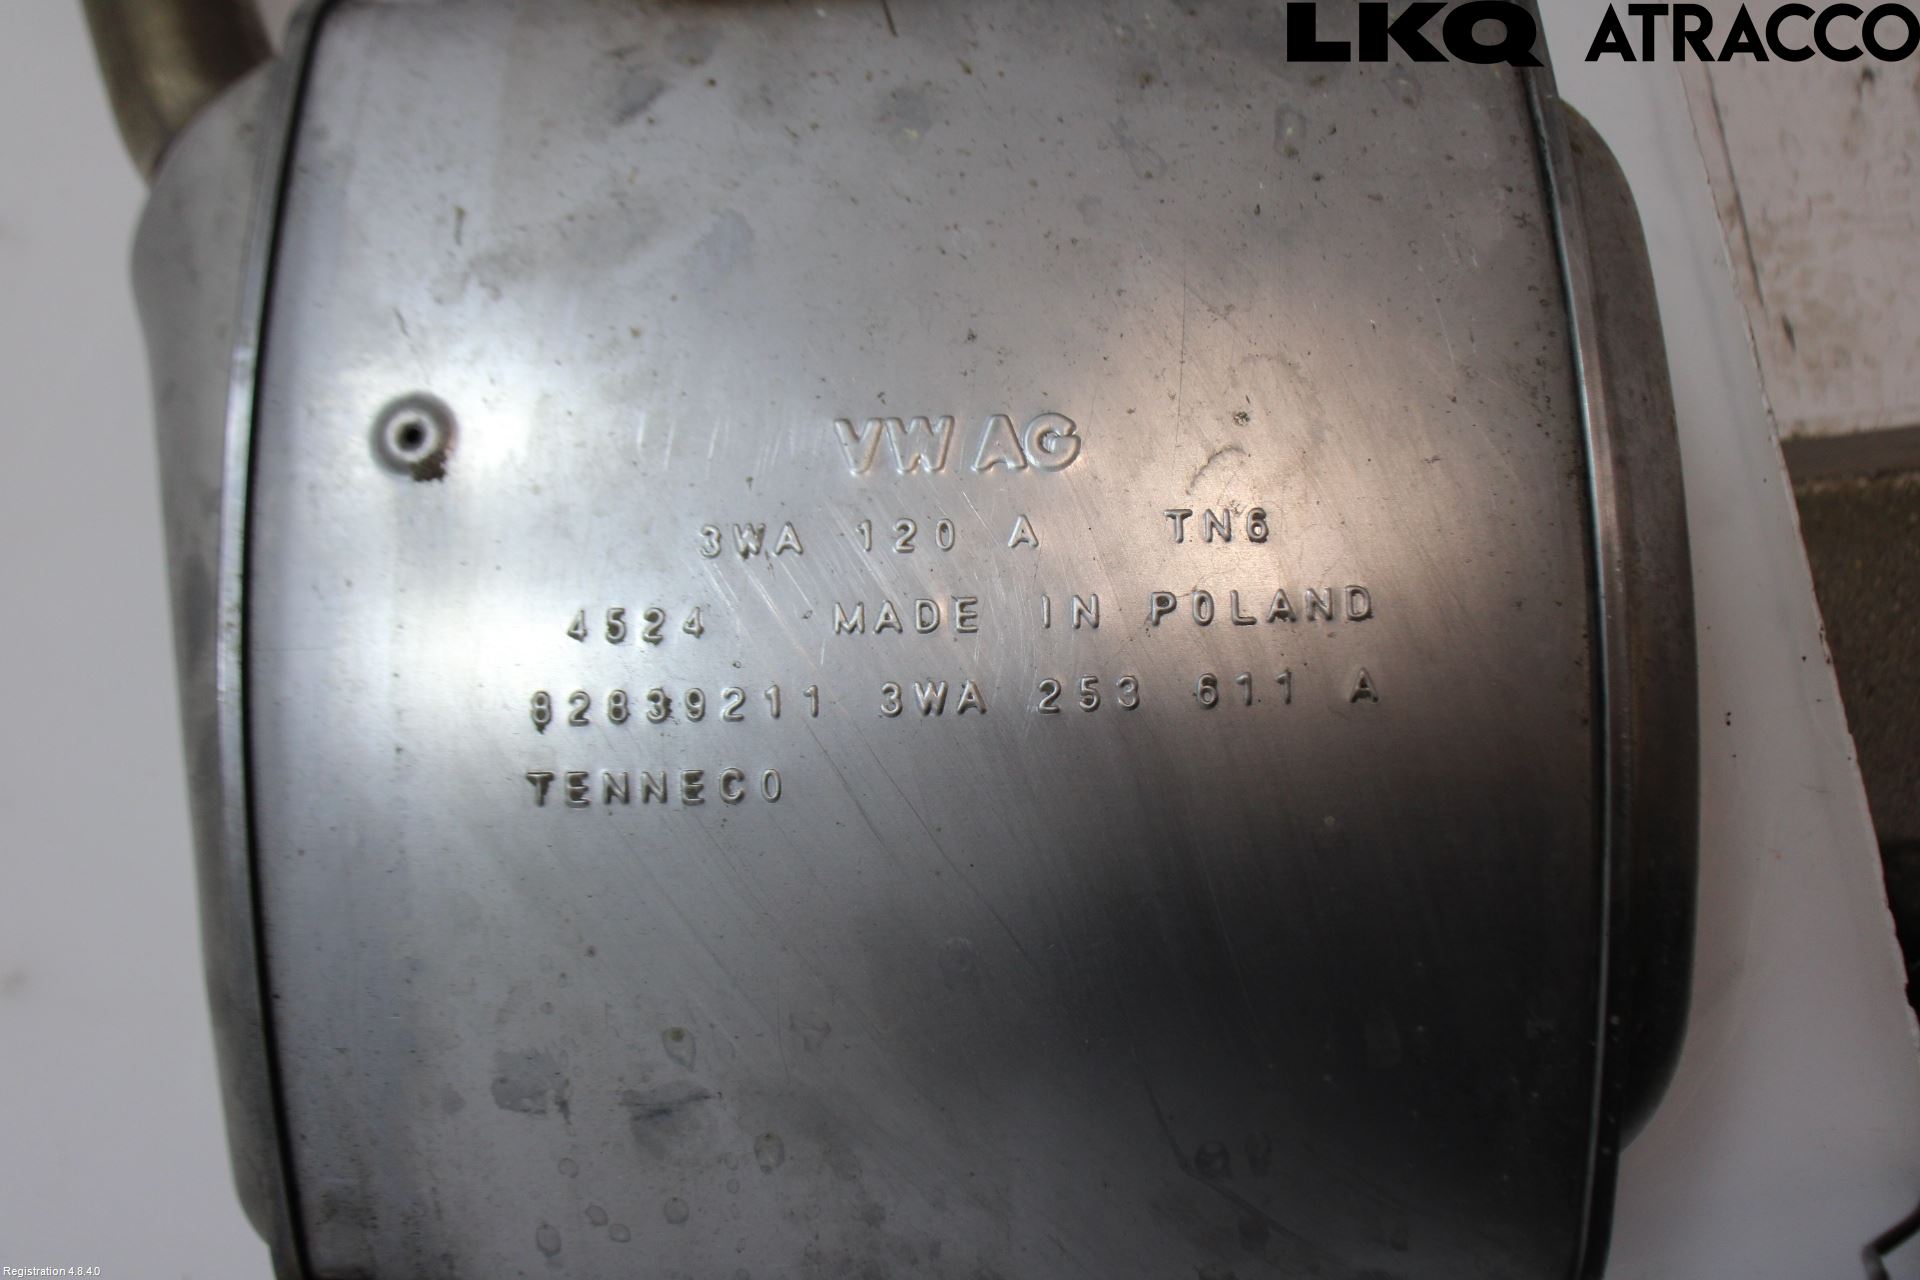 LKQ ATRACCO
VW AG
3WA 120 A TN6
4524 MADE IN POLAND
82839211 3WA 253 611 A
TENNECO
Registration 4.8.4.0